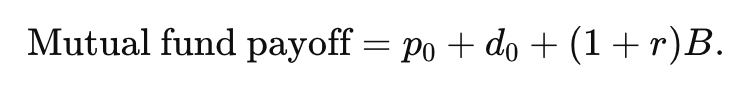 Mutual fund payoff = p₀ + d₀ + (1 + r)B.